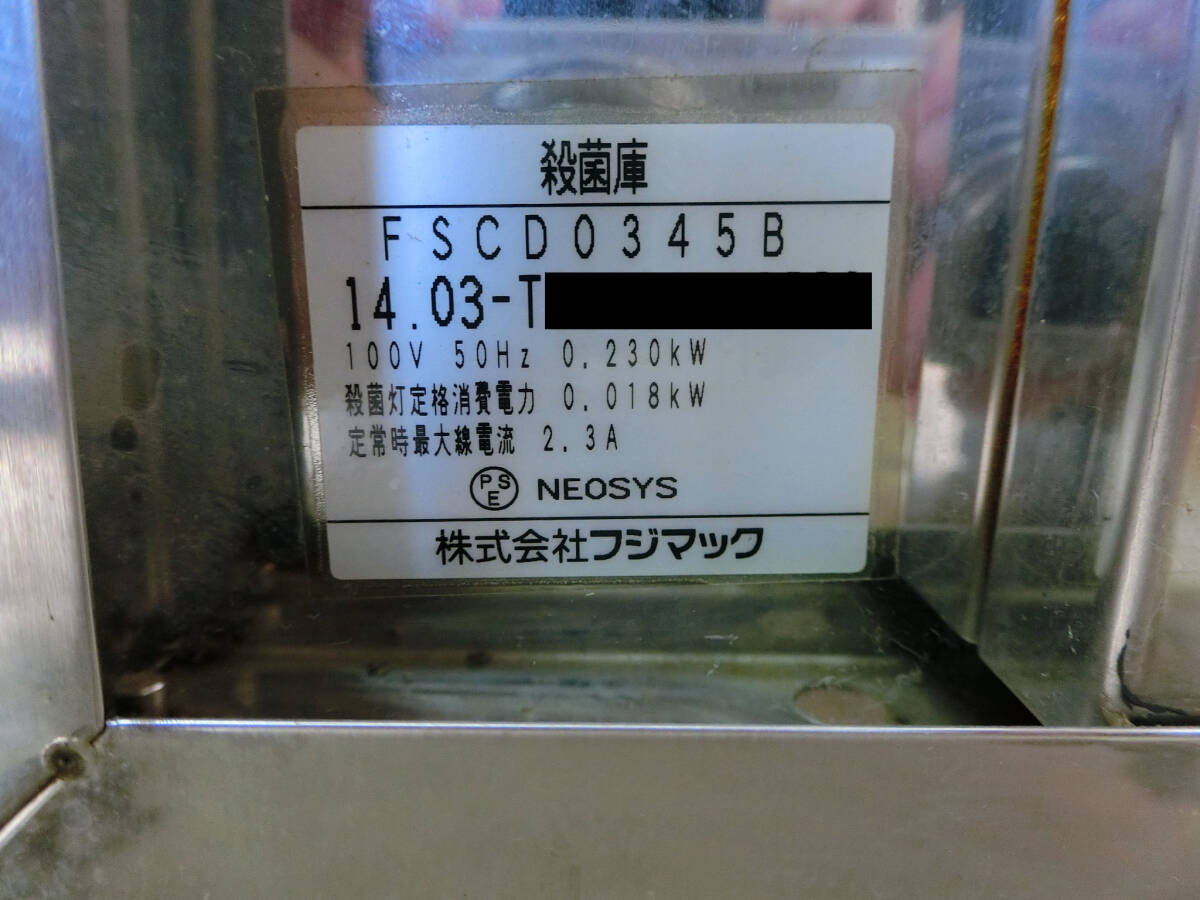 殺菌庫
FSCD0345B
14.03-T
100V 50Hz 0.230kW
殺菌灯定格消費電力 0.018kW
定常時最大線電流 2.3A
PSE NEOSYS
株式会社フジマック